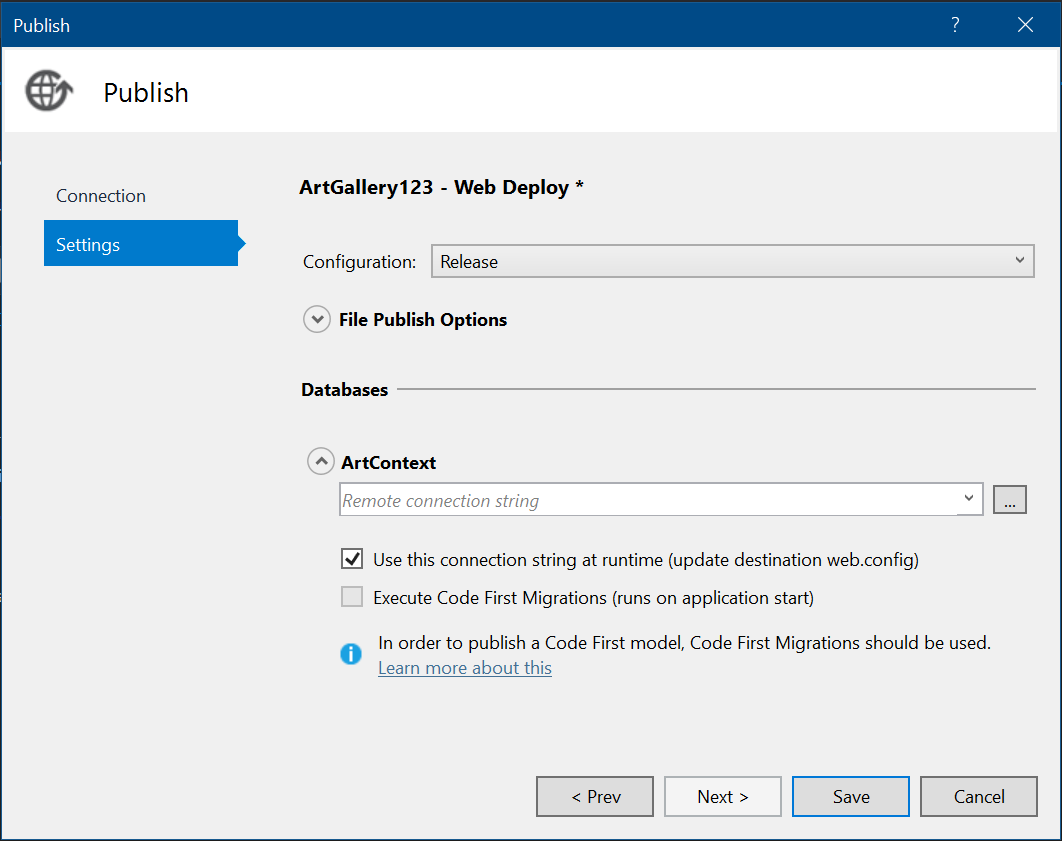 Publish
?
Publish
Connection
Settings
ArtGallery123 - Web Deploy *
Configuration: Release
File Publish Options
Databases
ArtContext
Remote connection string
...
Use this connection string at runtime (update destination web.config)
Execute Code First Migrations (runs on application start)
In order to publish a Code First model, Code First Migrations should be used.
Learn more about this
< Prev Next > Save Cancel